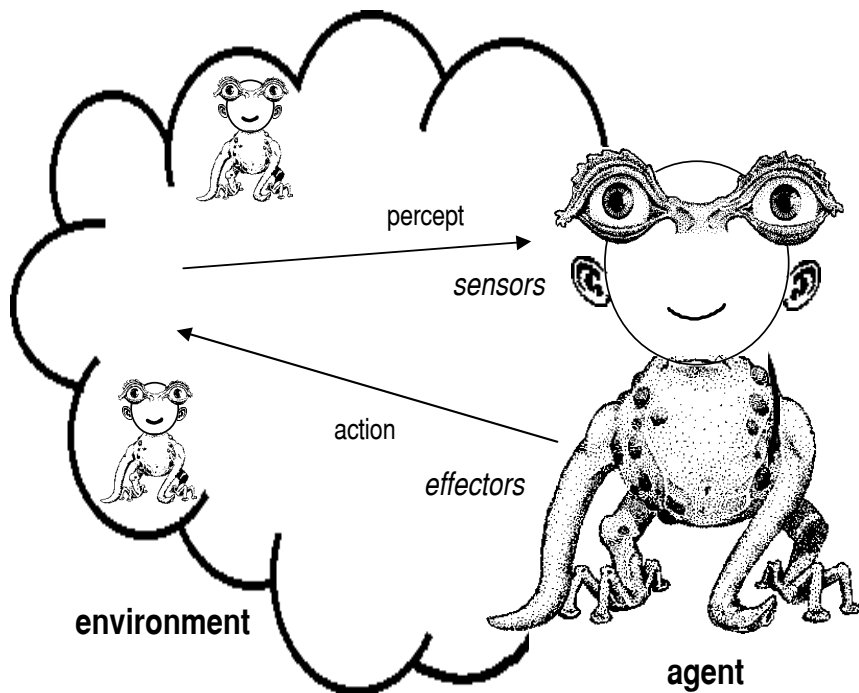 percept
sensors
action
effectors
environment
agent